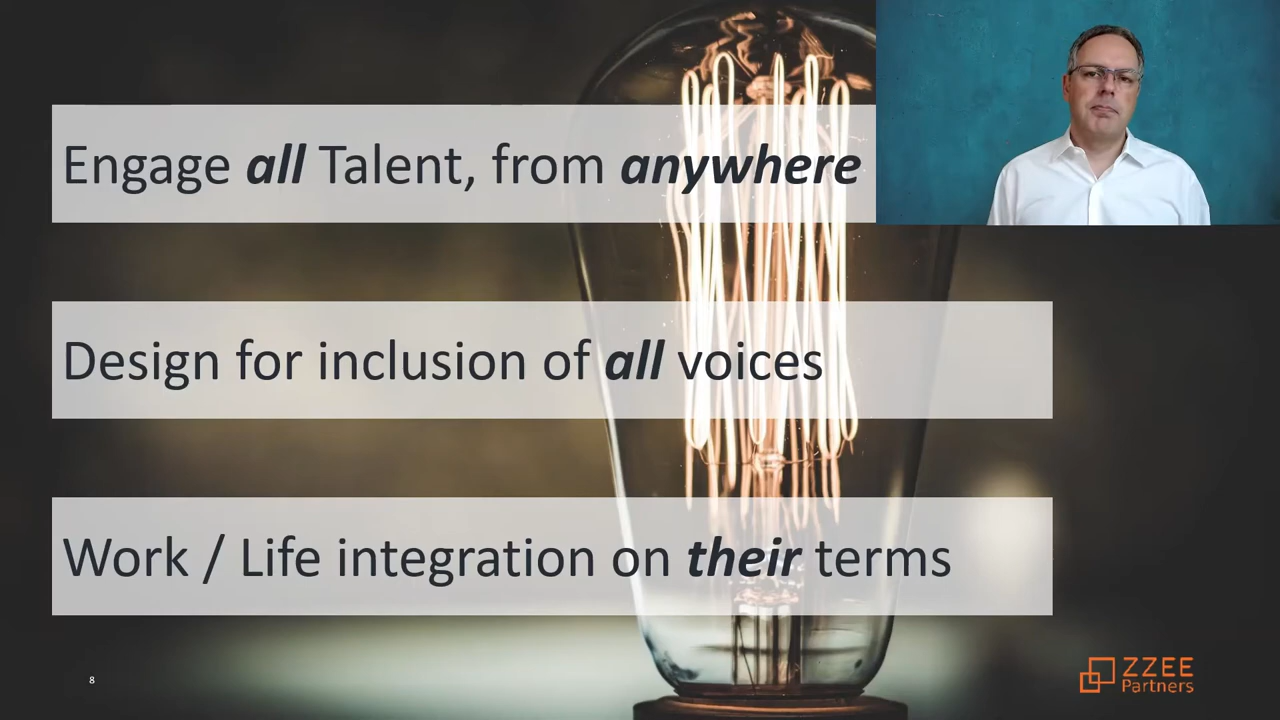 Engage all Talent, from anywhere
Design for inclusion of all voices
Work / Life integration on their terms
8
ZZEE
Partners